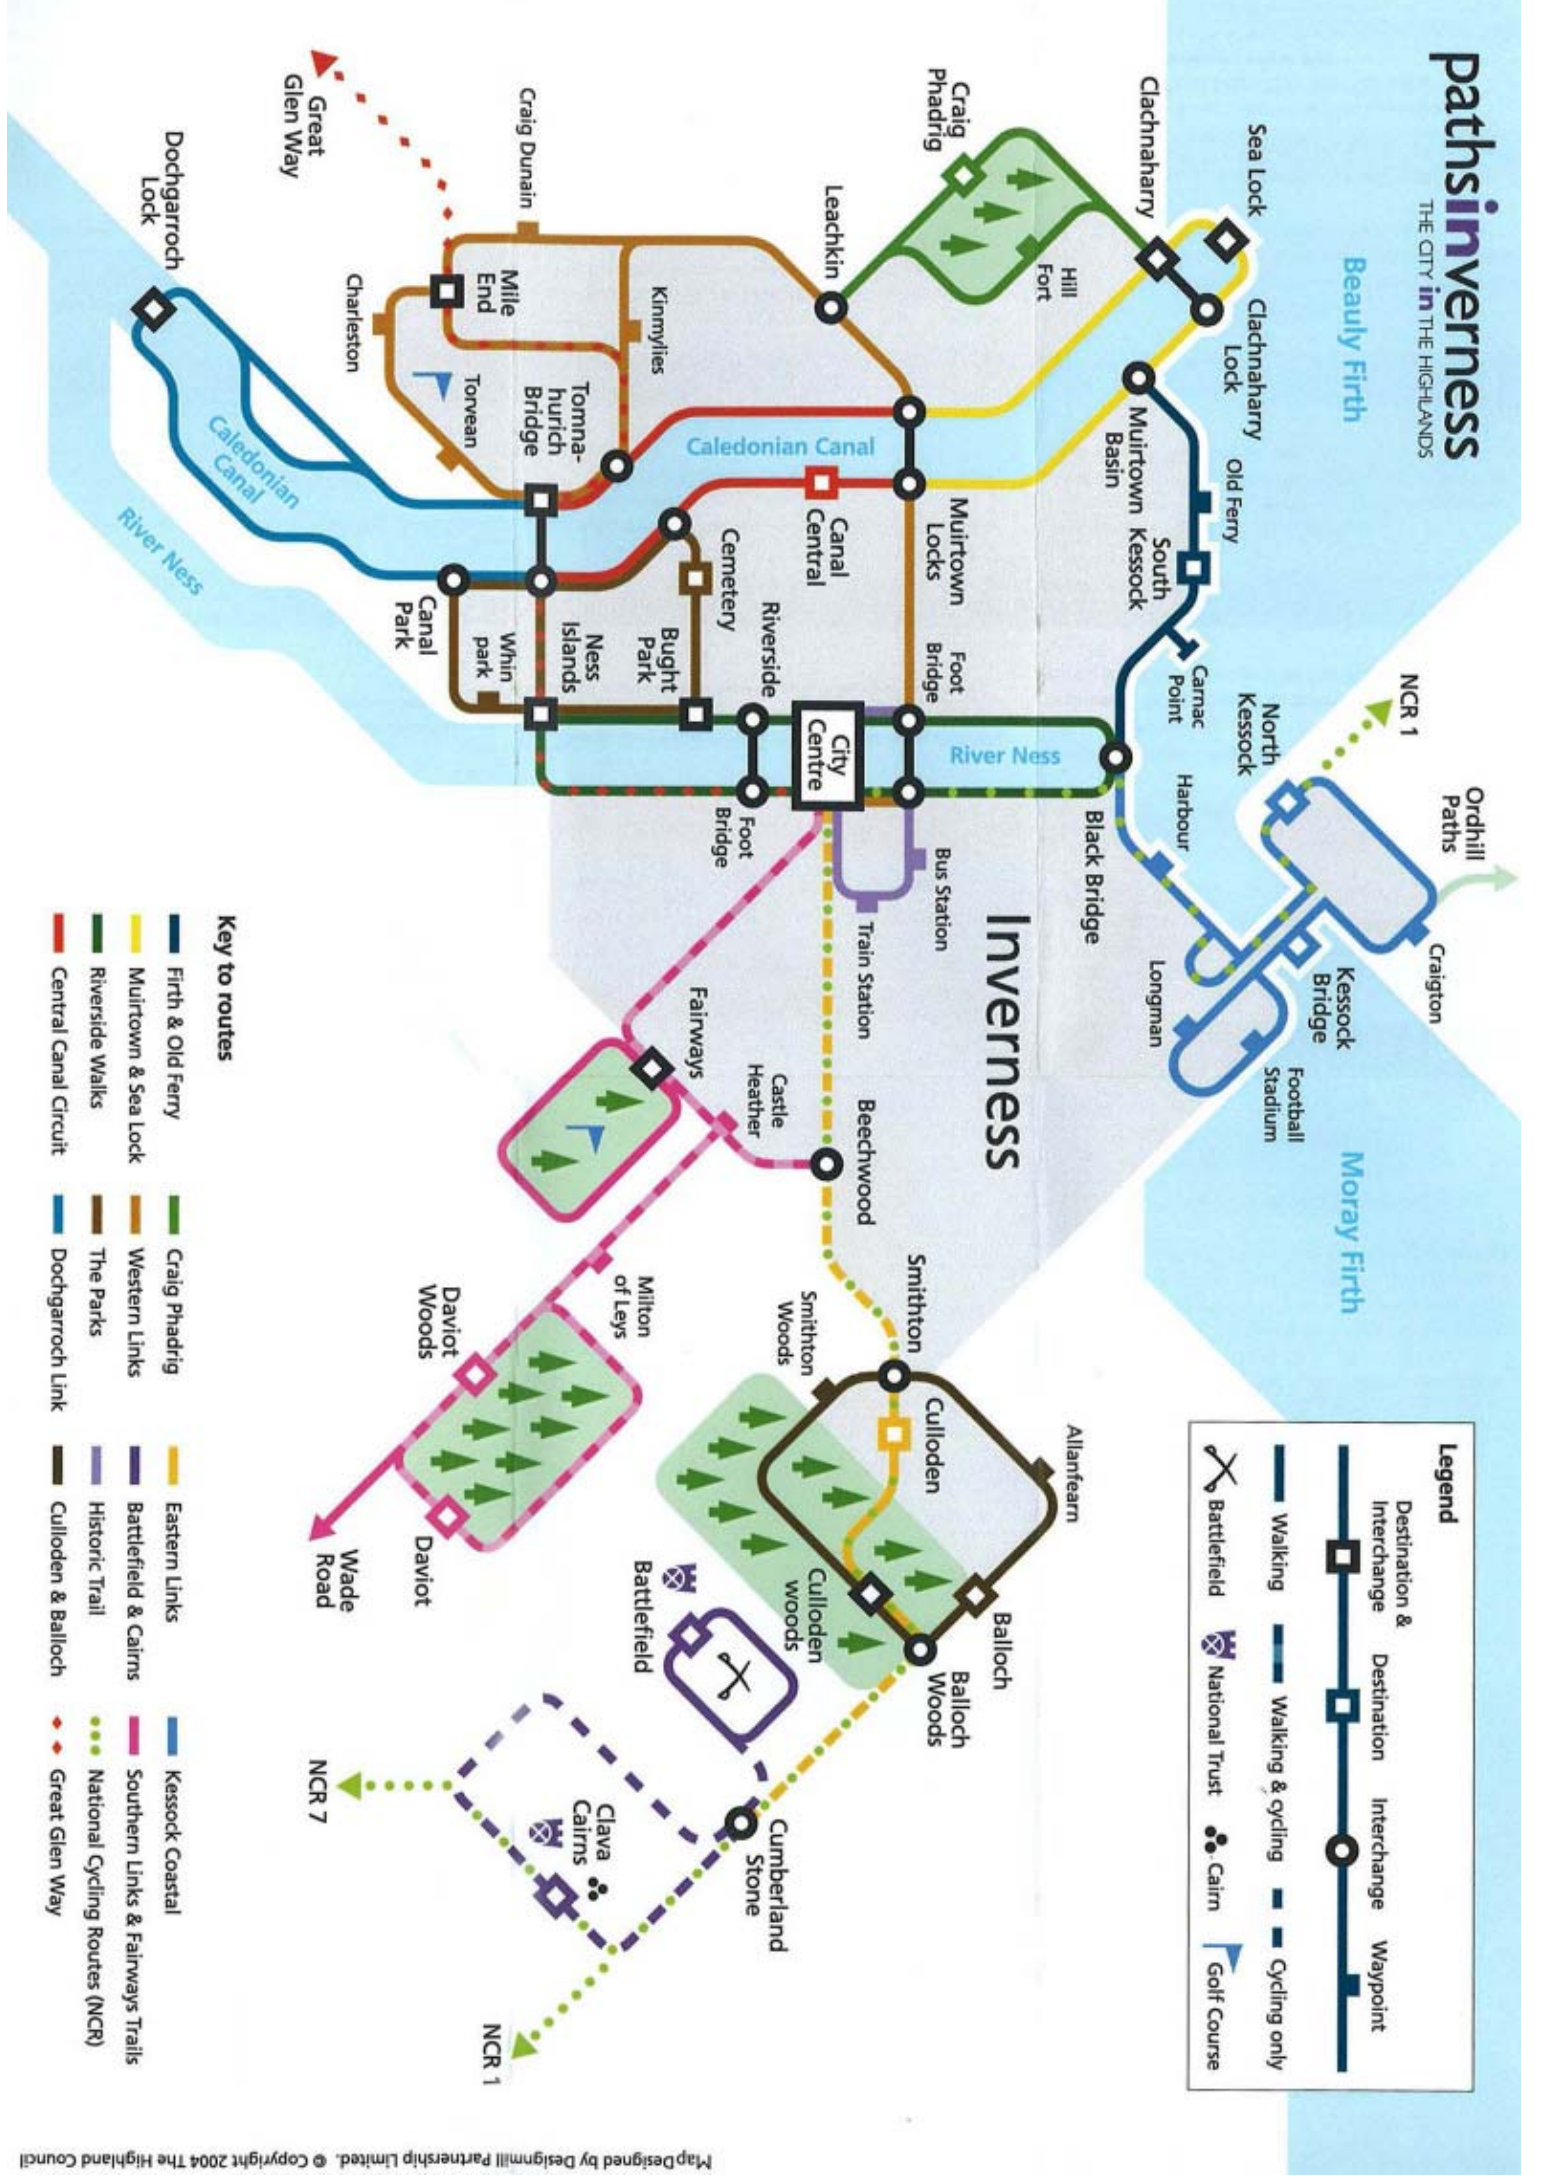 pathsinverness
THE CITY in THE HIGHLANDS
Beauly Firth
Moray Firth
Sea Lock
Clachnaharry
Clachnaharry
Lock
Old Ferry
Muirtown
Basin
South
Kessock
Carnac
Point
North
Kessock
NCR 1
Ordhill
Paths
Craigton
Kessock
Bridge
Football
Stadium
Longman
Harbour
Black Bridge
Craig
Phadrig
Hill
Fort
Leachkin
Muirtown
Locks
Foot
Bridge
River Ness
Bus Station
Train Station
Inverness
Caledonian Canal
Canal
Central
City
Centre
Riverside
Foot
Bridge
Cemetery
Bught
Park
Ness
Islands
Whin
park
Canal
Park
Kinmylies
Tomna-
hurich
Bridge
Craig Dunain
Mile
End
Torvean
Charleston
Great
Glen Way
Dochgarroch
Lock
Caledonian
Canal
River Ness
Fairways
Castle
Heather
Beechwood
Smithton
Smithton
Woods
Culloden
Allanfearn
Balloch
Balloch
Woods
Culloden
woods
Battlefield
Cumberland
Stone
Clava
Cairns
NCR 7
NCR 1
Milton
of Leys
Daviot
Woods
Daviot
Wade
Road
Legend
Destination &
Interchange
Destination
Interchange
Waypoint
Walking
Walking & cycling
Cycling only
Battlefield
National Trust
Cairn
Golf Course
Key to routes
Firth & Old Ferry
Muirtown & Sea Lock
Riverside Walks
Central Canal Circuit
Craig Phadrig
Western Links
The Parks
Dochgarroch Link
Eastern Links
Battlefield & Cairns
Historic Trail
Culloden & Balloch
Kessock Coastal
Southern Links & Fairways Trails
National Cycling Routes (NCR)
Great Glen Way
Map Designed by Designmill Partnership Limited. © Copyright 2004 The Highland Council